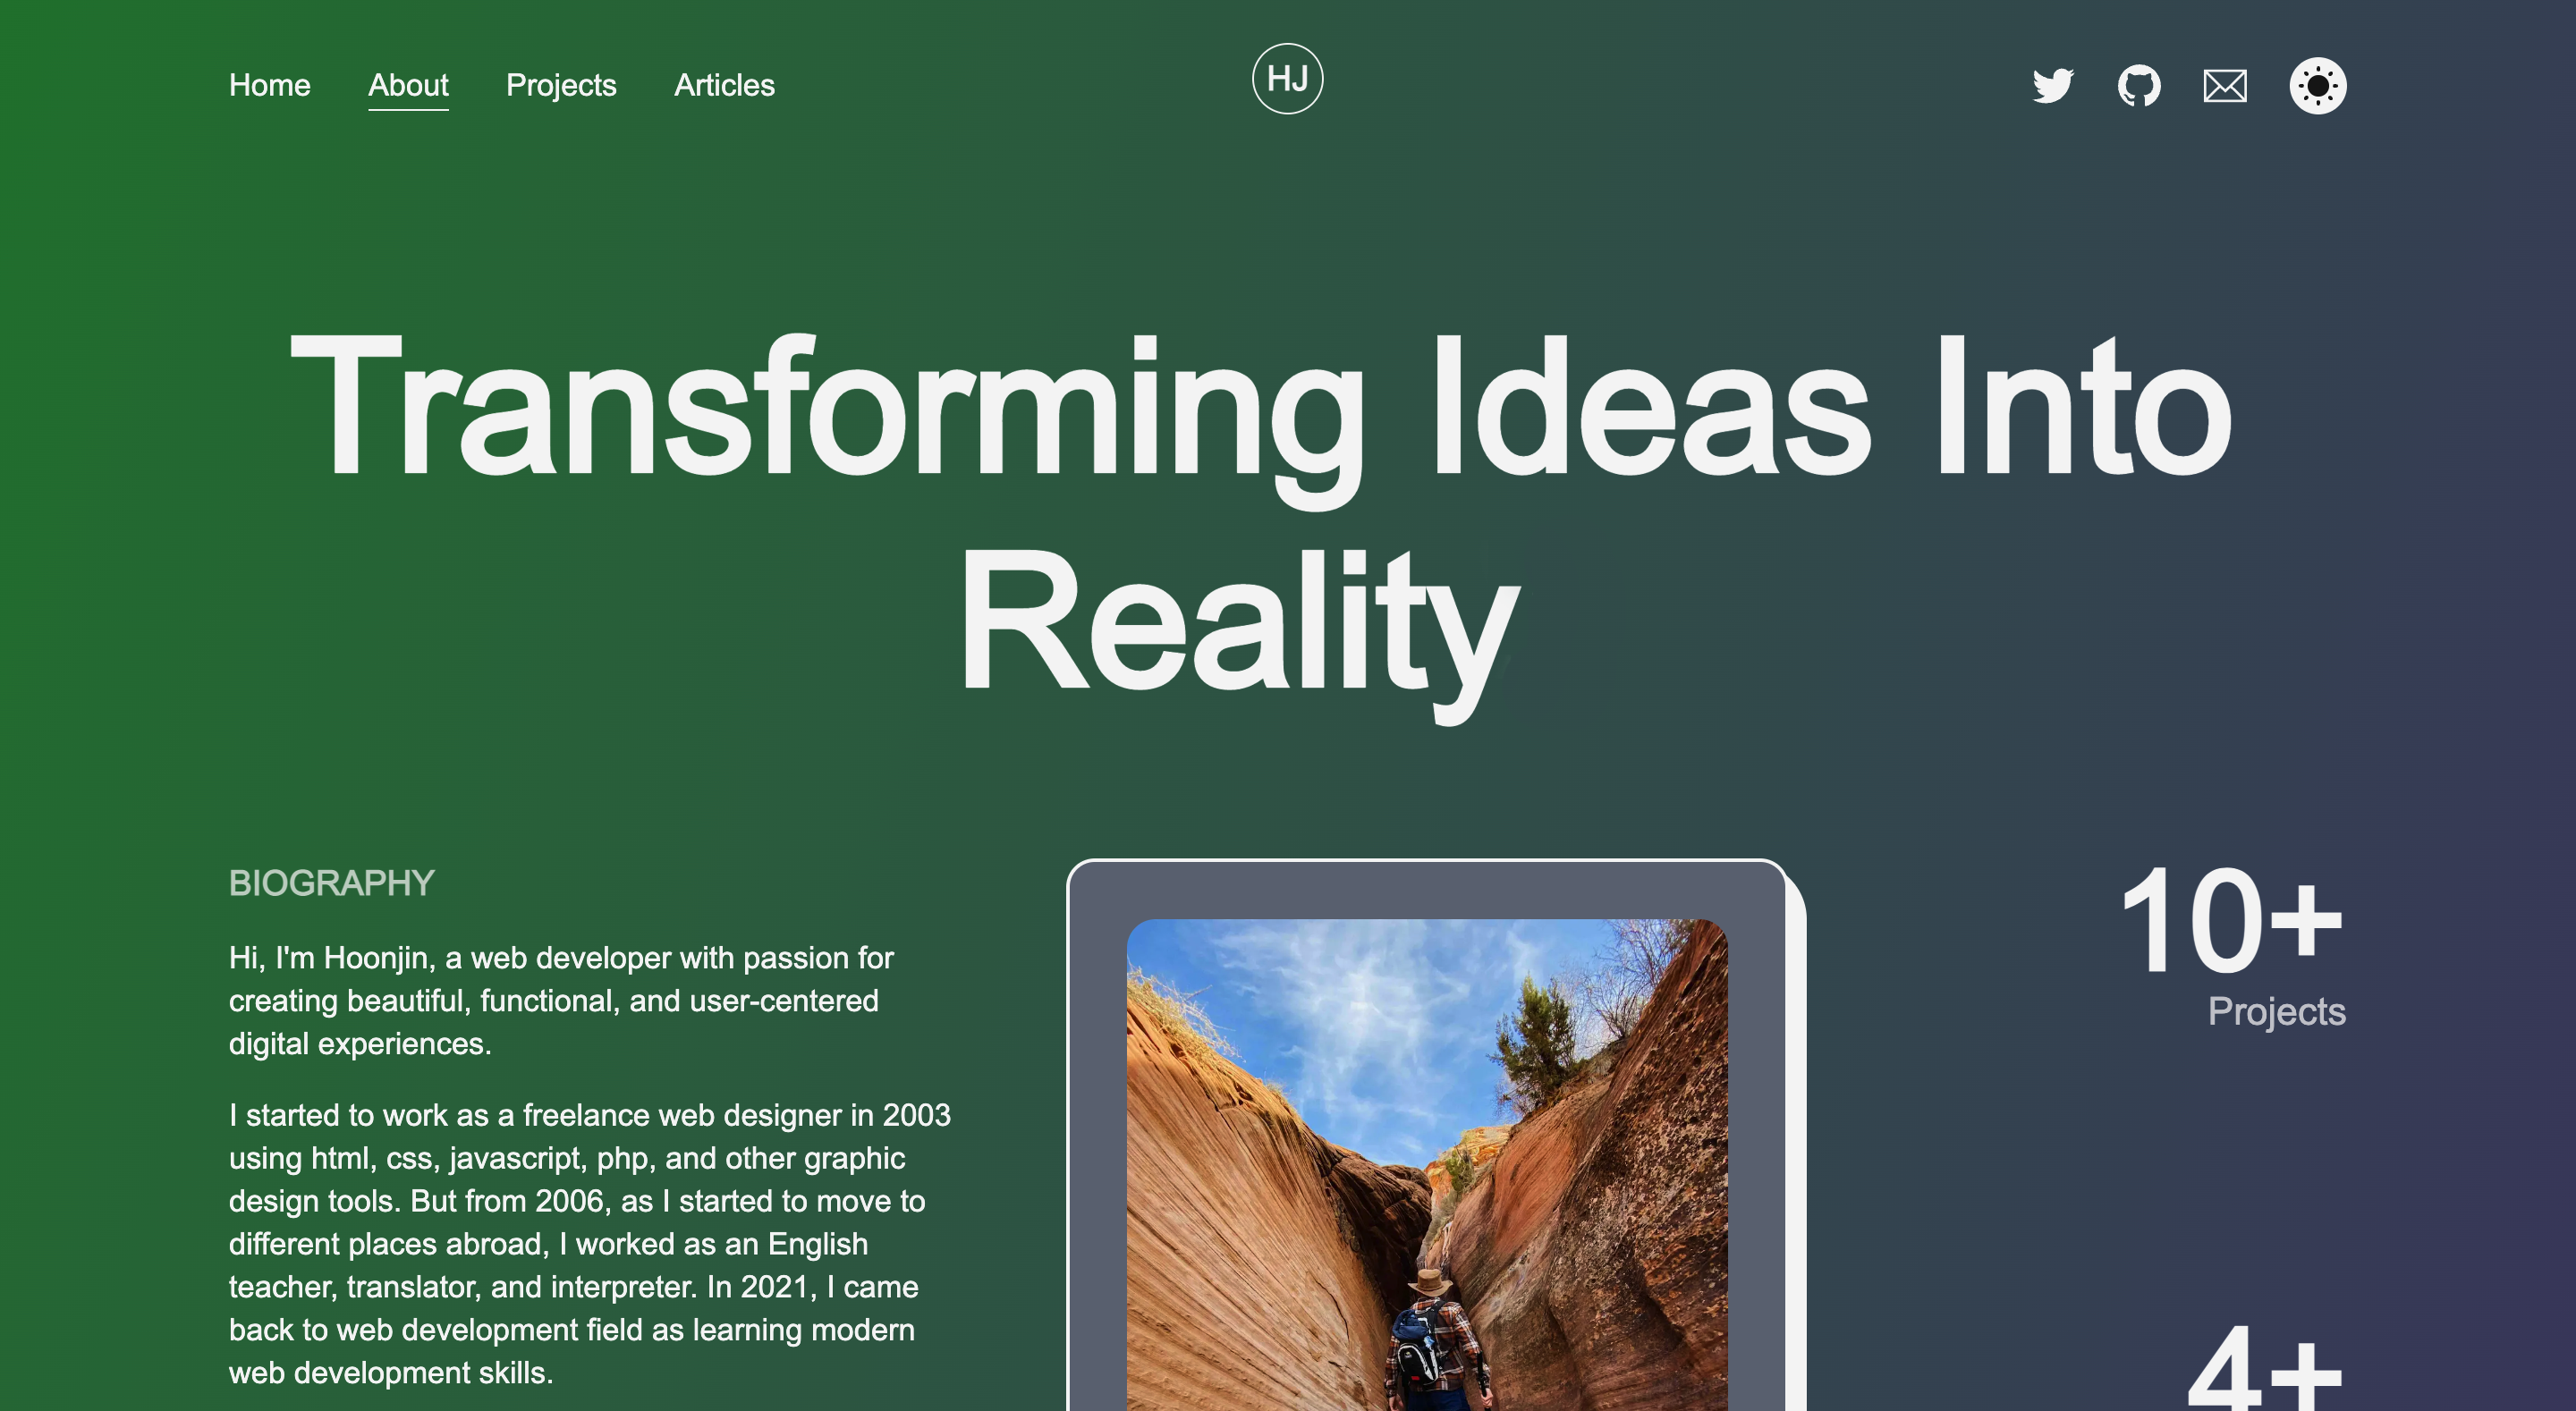 Home About Projects Articles
HJ
Transforming Ideas Into
Reality
BIOGRAPHY
Hi, I'm Hoonjin, a web developer with passion for
creating beautiful, functional, and user-centered
digital experiences.
I started to work as a freelance web designer in 2003
using html, css, javascript, php, and other graphic
design tools. But from 2006, as I started to move to
different places abroad, I worked as an English
teacher, translator, and interpreter. In 2021, I came
back to web development field as learning modern
web development skills.
10+
Projects
4+